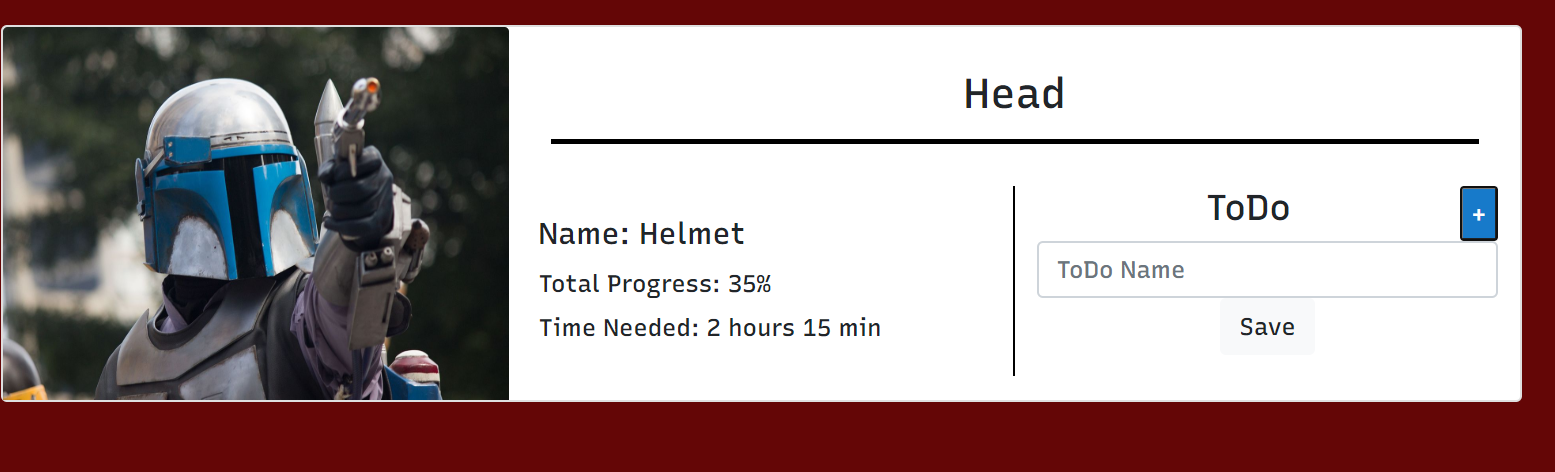 Head
Name: Helmet
Total Progress: 35%
Time Needed: 2 hours 15 min
ToDo
+
ToDo Name
Save